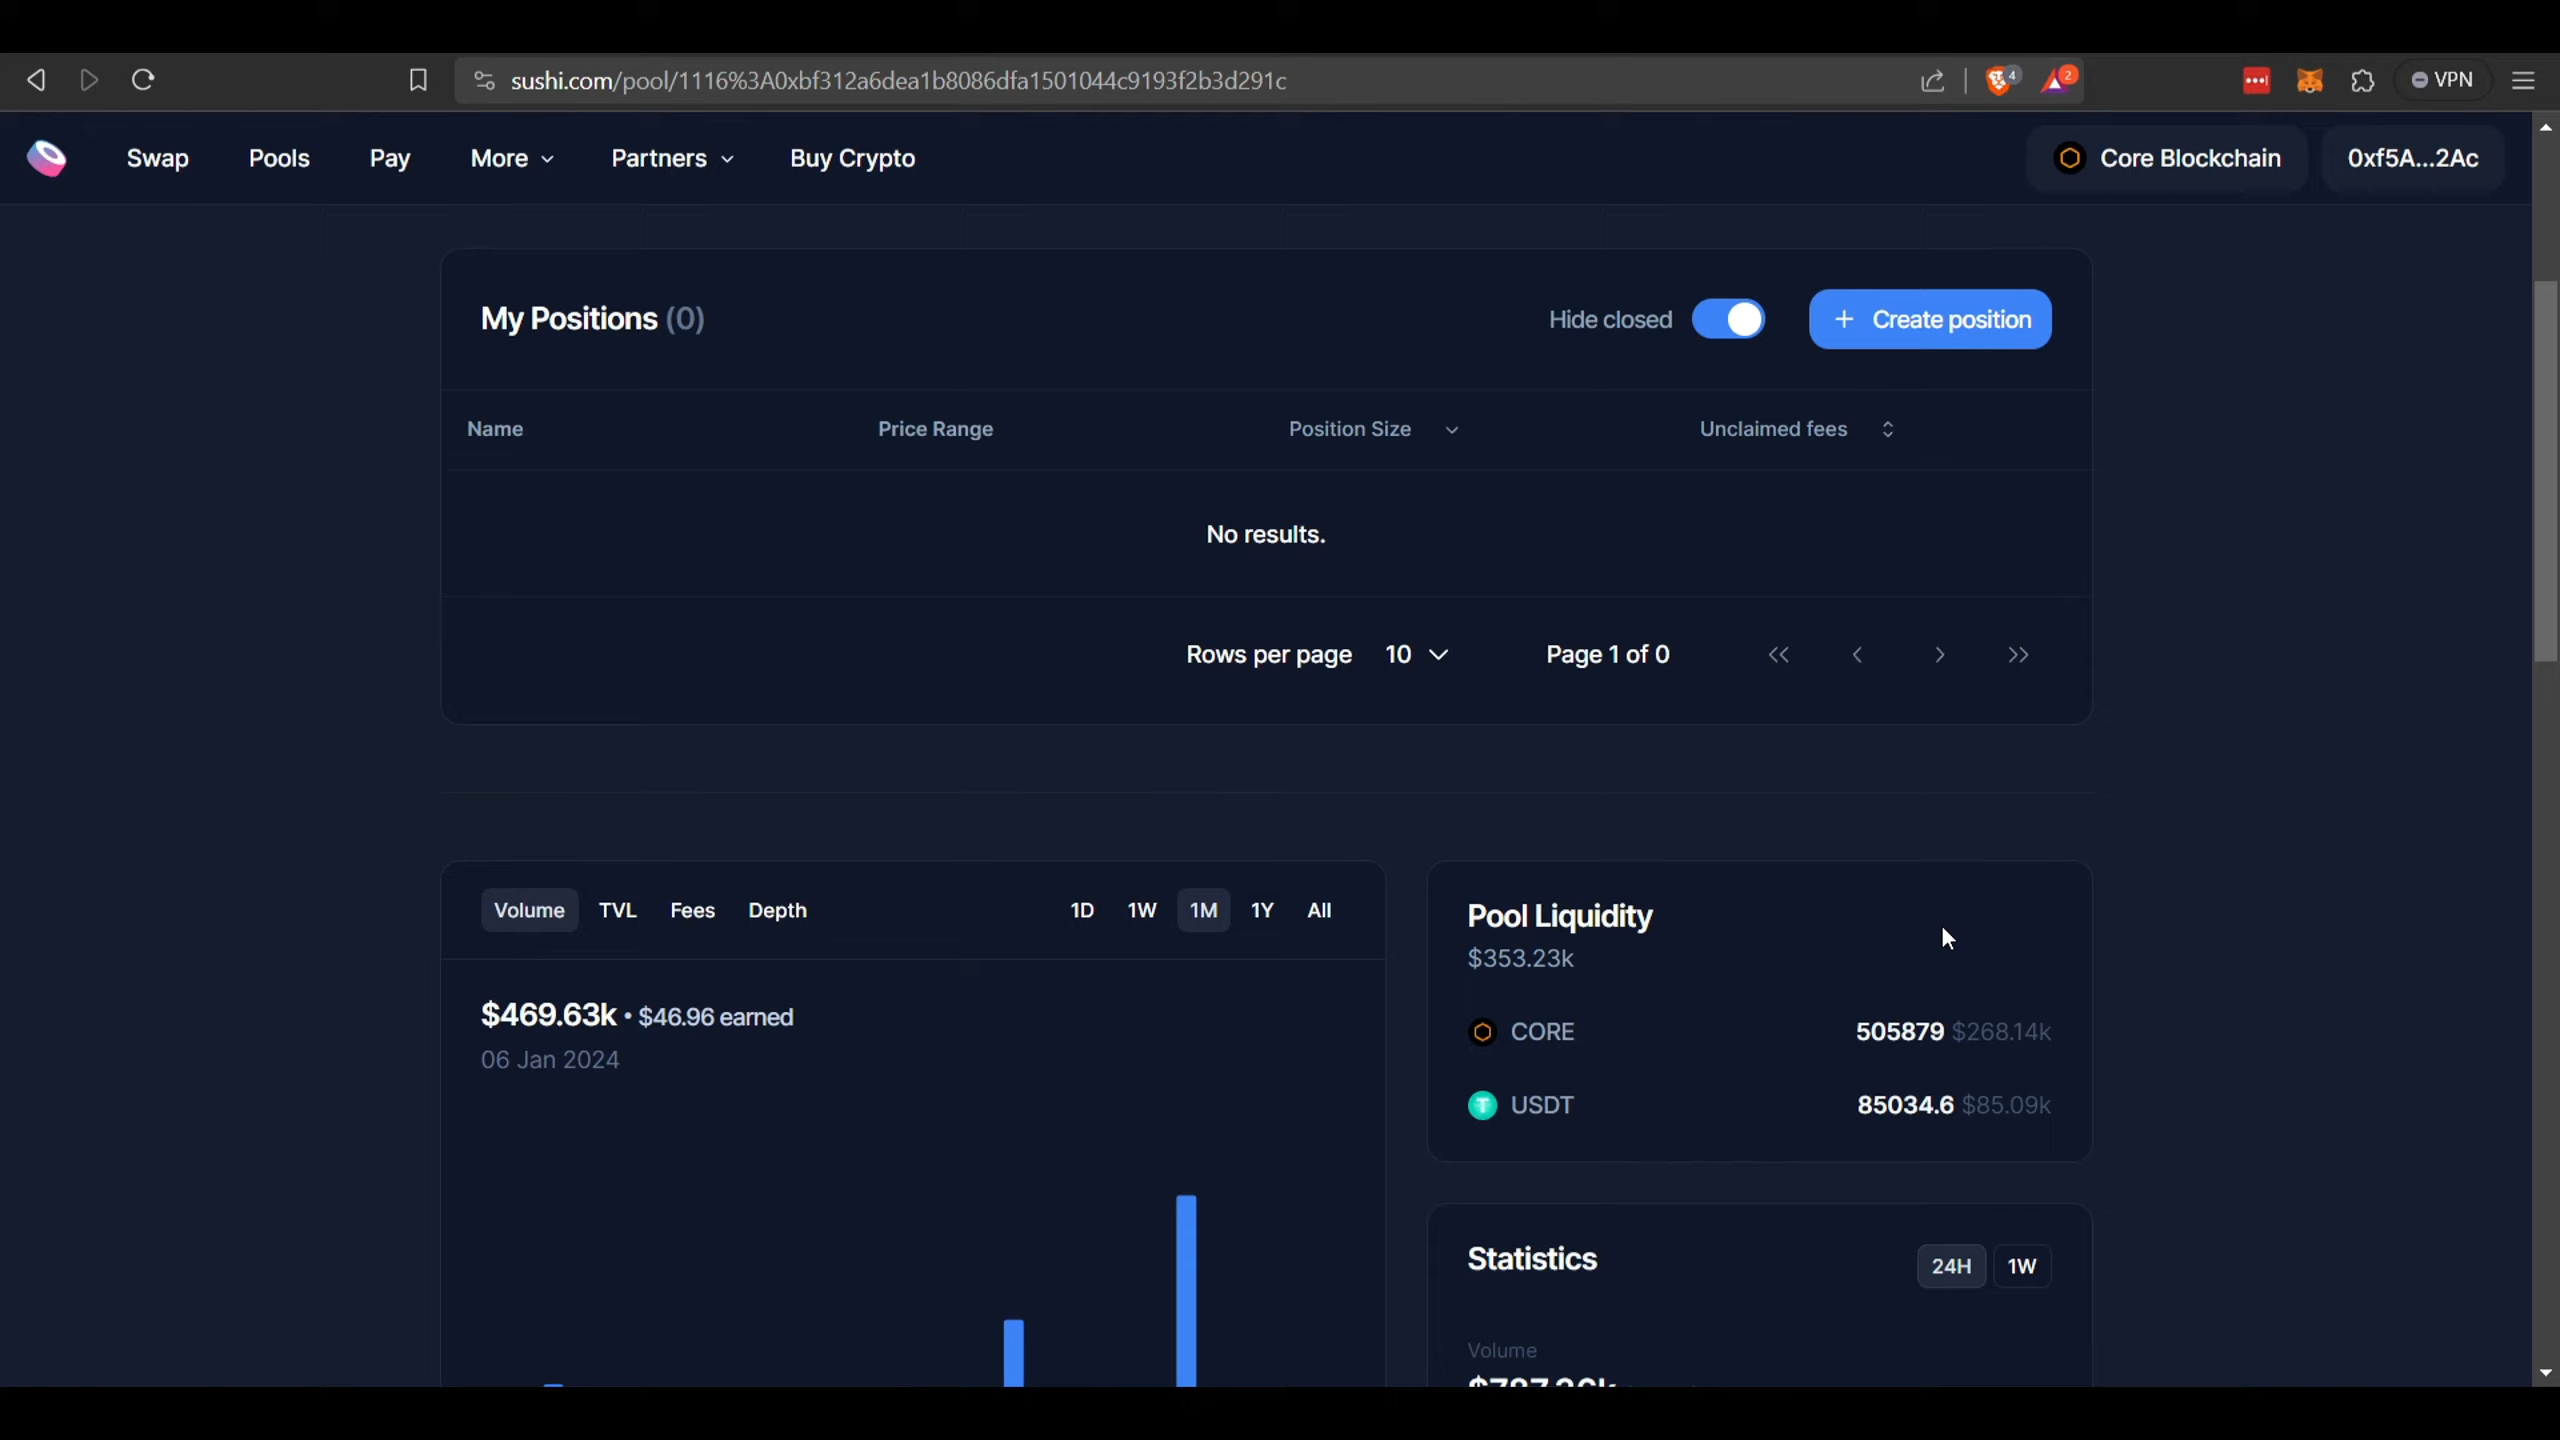 sushi.com/pool/1116%3A0xbf312a6dea1b8086dfa1501044c9193f2b3d291c
4
2
VPN
Swap Pools Pay More Partners Buy Crypto Core Blockchain 0xf5A...2Ac
My Positions (0) Hide closed + Create position
Name Price Range Position Size Unclaimed fees
No results.
Rows per page 10 Page 1 of 0
Volume TVL Fees Depth 1D 1W 1M 1Y All
$469.63k • $46.96 earned
06 Jan 2024
Pool Liquidity
$353.23k
CORE 505879 $268.14k
USDT 85034.6 $85.09k
Statistics 24H 1W
Volume